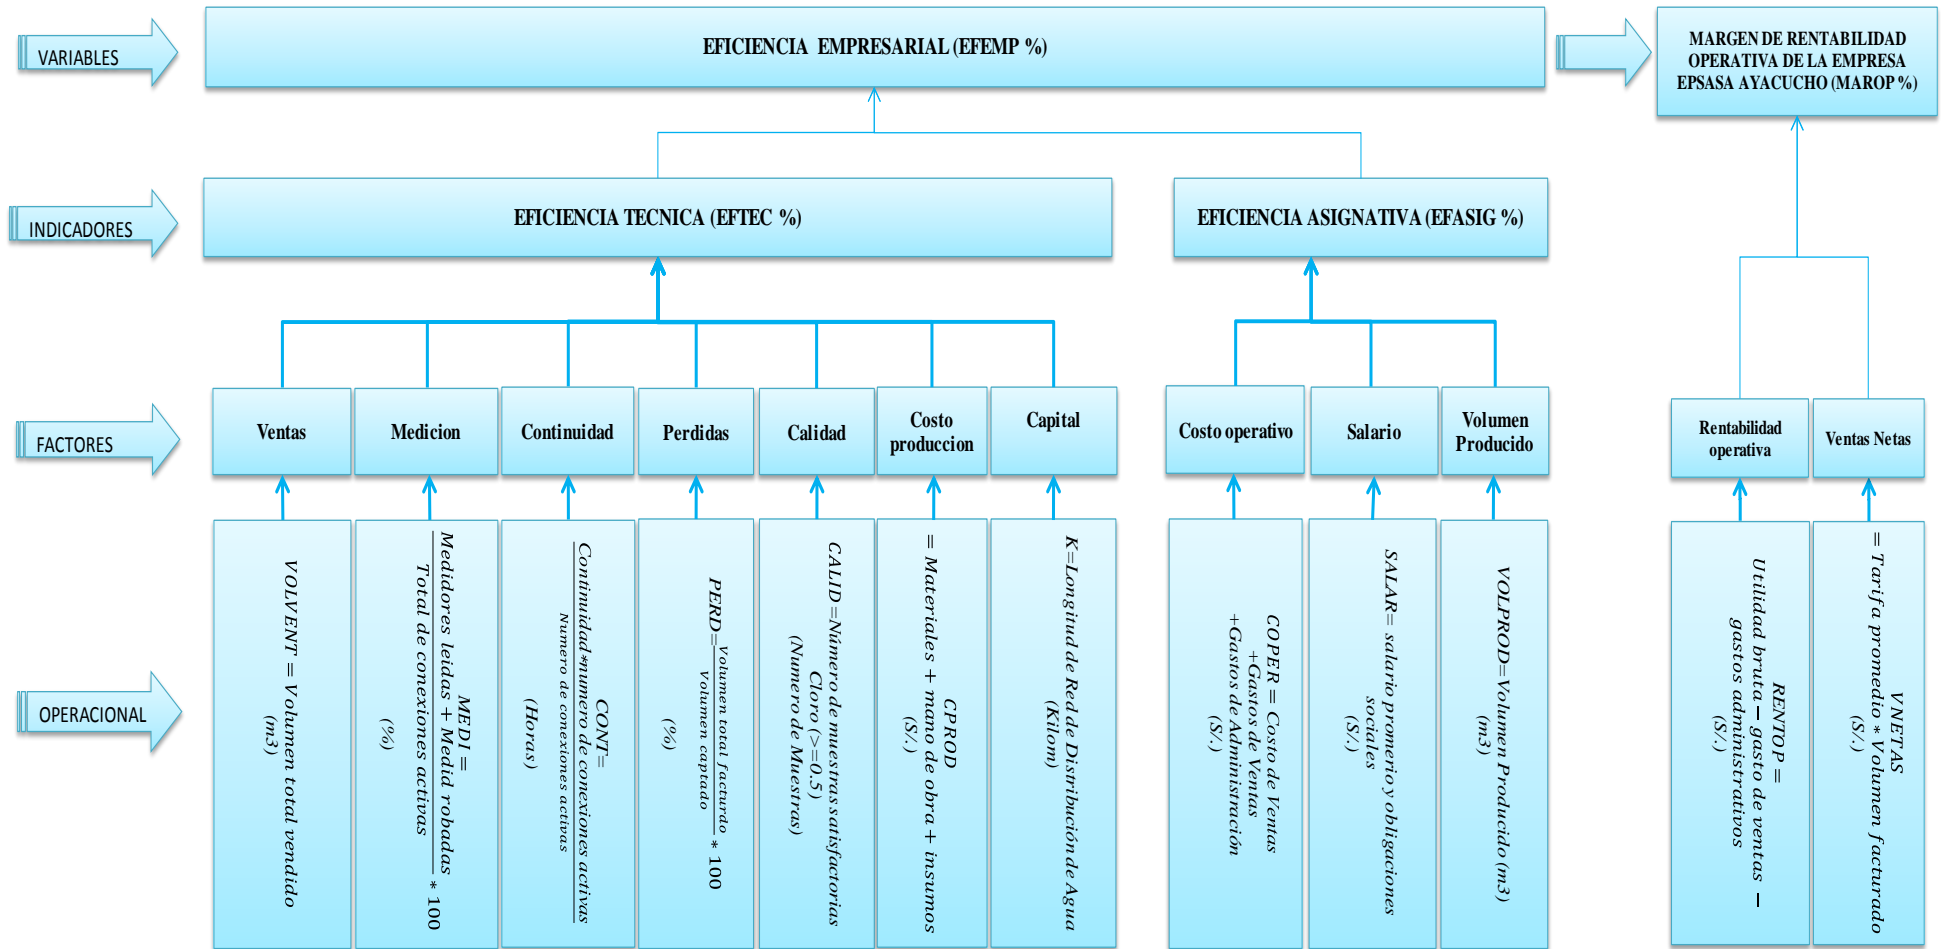 VARIABLES
EFICIENCIA EMPRESARIAL (EFEMP %)
MARGEN DE RENTABILIDAD
OPERATIVA DE LA EMPRESA
EPSASA AYACUCHO (MAROP %)
INDICADORES
EFICIENCIA TECNICA (EFTEC %)
EFICIENCIA ASIGNATIVA (EFASIG %)
FACTORES
Ventas
Medicion
Continuidad
Perdidas
Calidad
Costo
produccion
Capital
Costo operativo
Salario
Volumen
Producido
Rentabilidad
operativa
Ventas Netas
OPERACIONAL
VOLVENT = Volumen total vendido
(m3)
MEDI =
Medidores leidas + Medid robadas
Total de conexiones activas
* 100
(%)
CONT=
Continuidad*numero de conexiones activas
Numero de conexiones activas
(Horas)
PERD=
Volumen total facturdo
Volumen captado
* 100
(%)
CALID=Número de muestras satisfactorias
Cloro (>=0.5)
(Numero de Muestras)
CPROD
= Materiales + mano de obra + insumos
(S/.)
K=Longitud de Red de Distribución de Agua
(Kilom)
COPER = Costo de Ventas
+Gastos de Ventas
+Gastos de Administración
(S/.)
SALAR= salario promerio y obligaciones
sociales
(S/.)
VOLPROD=Volumen Producido (m3)
(m3)
RENTOP =
Utilidad bruta − gasto de ventas −
gastos administrativos
(S/.)
VNETAS
= Tarifa promedio * Volumen facturado
(S/.)